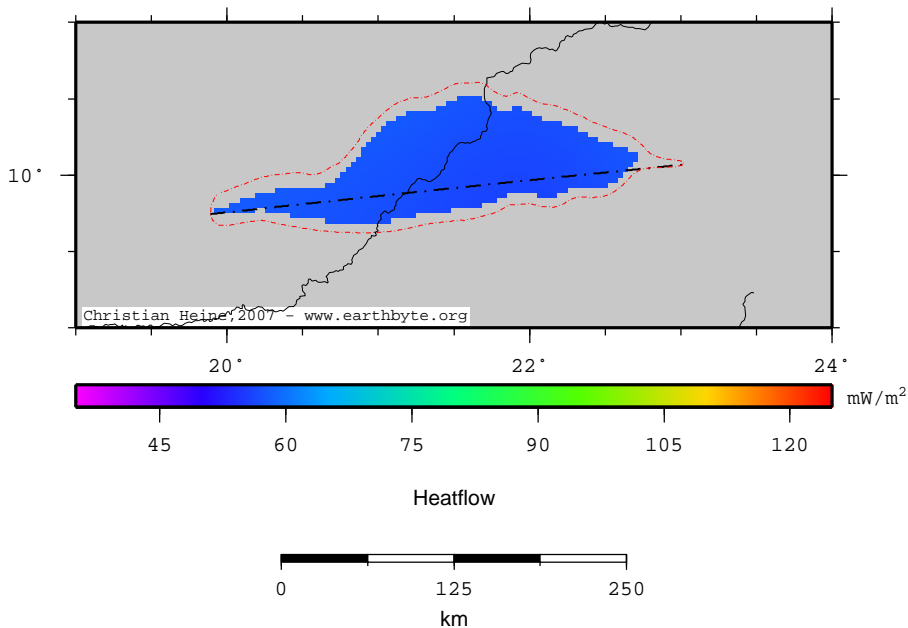 10°
Christian Heine,2007 - www.earthbyte.org
20° 22° 24°
mW/m²
45 60 75 90 105 120
Heatflow
0 125 250
km